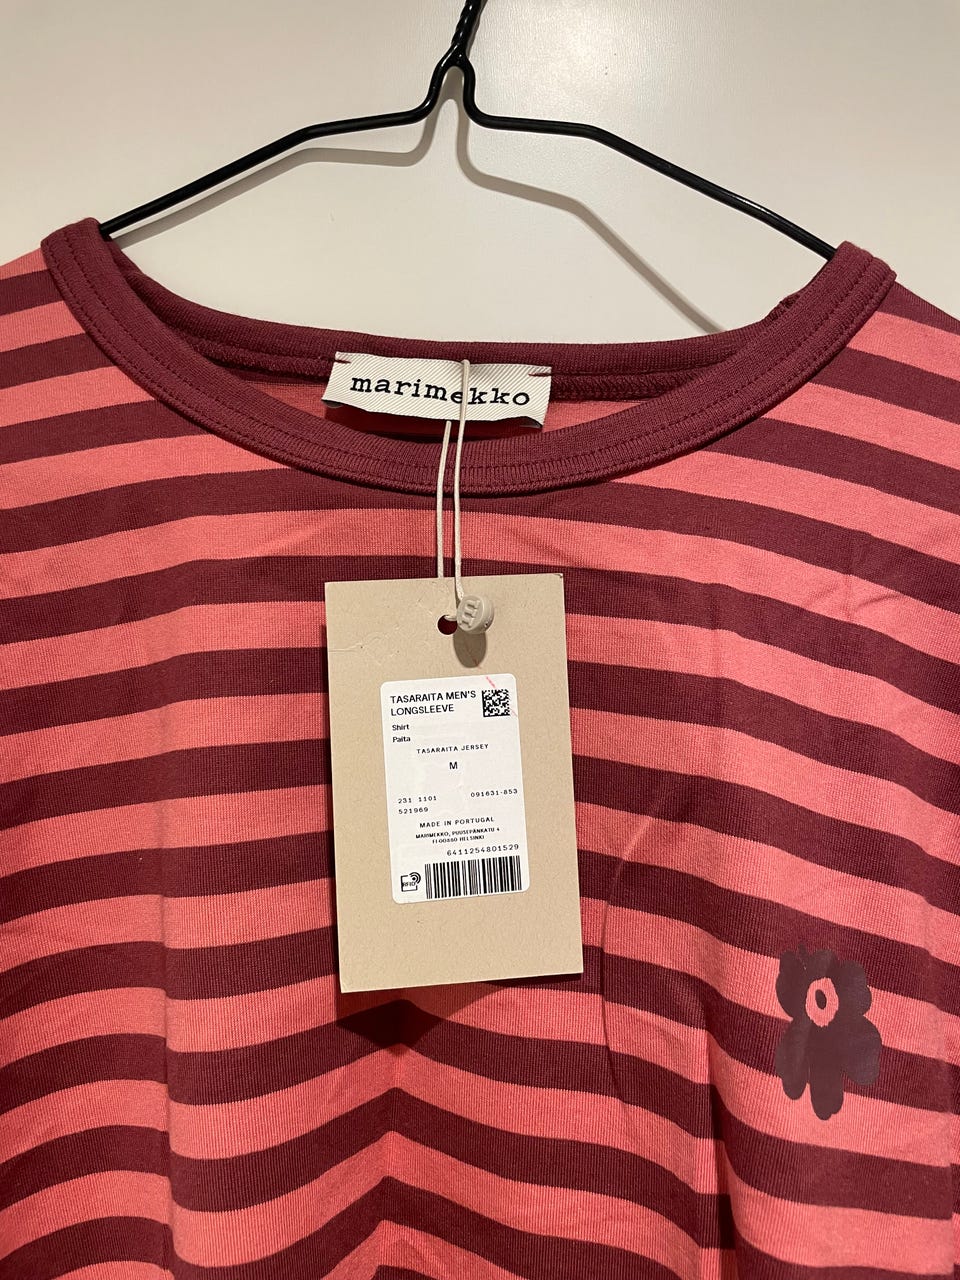 marimekko
TASARAITA MEN'S
LONGSLEEVE
Shirt
Paita
TASARAITA JERSEY
M
231 1101 091631-853
521969
MADE IN PORTUGAL
MARIMEKKO, PUUSEPÄNKATU 4
FI-00880 HELSINKI
6411254801529
RFID